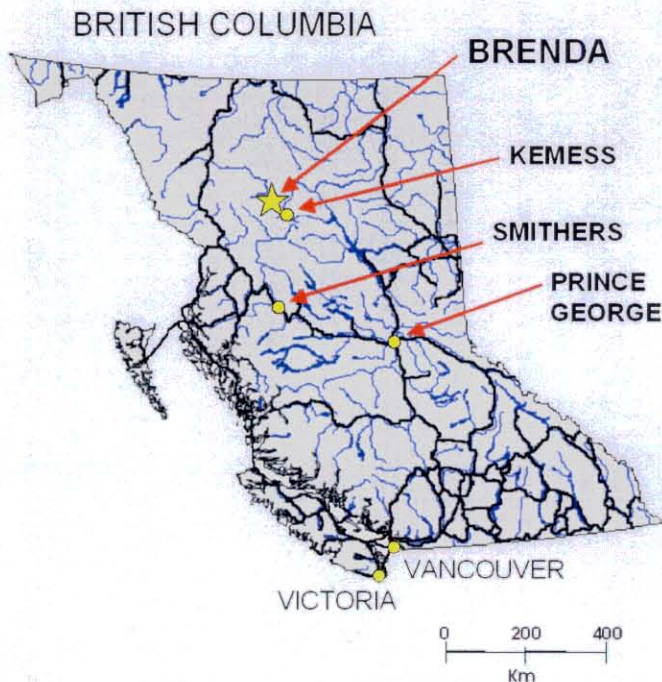 BRITISH COLUMBIA
BRENDA
KEMESS
SMITHERS
PRINCE
GEORGE
VANCOUVER
VICTORIA
0 200 400
Km